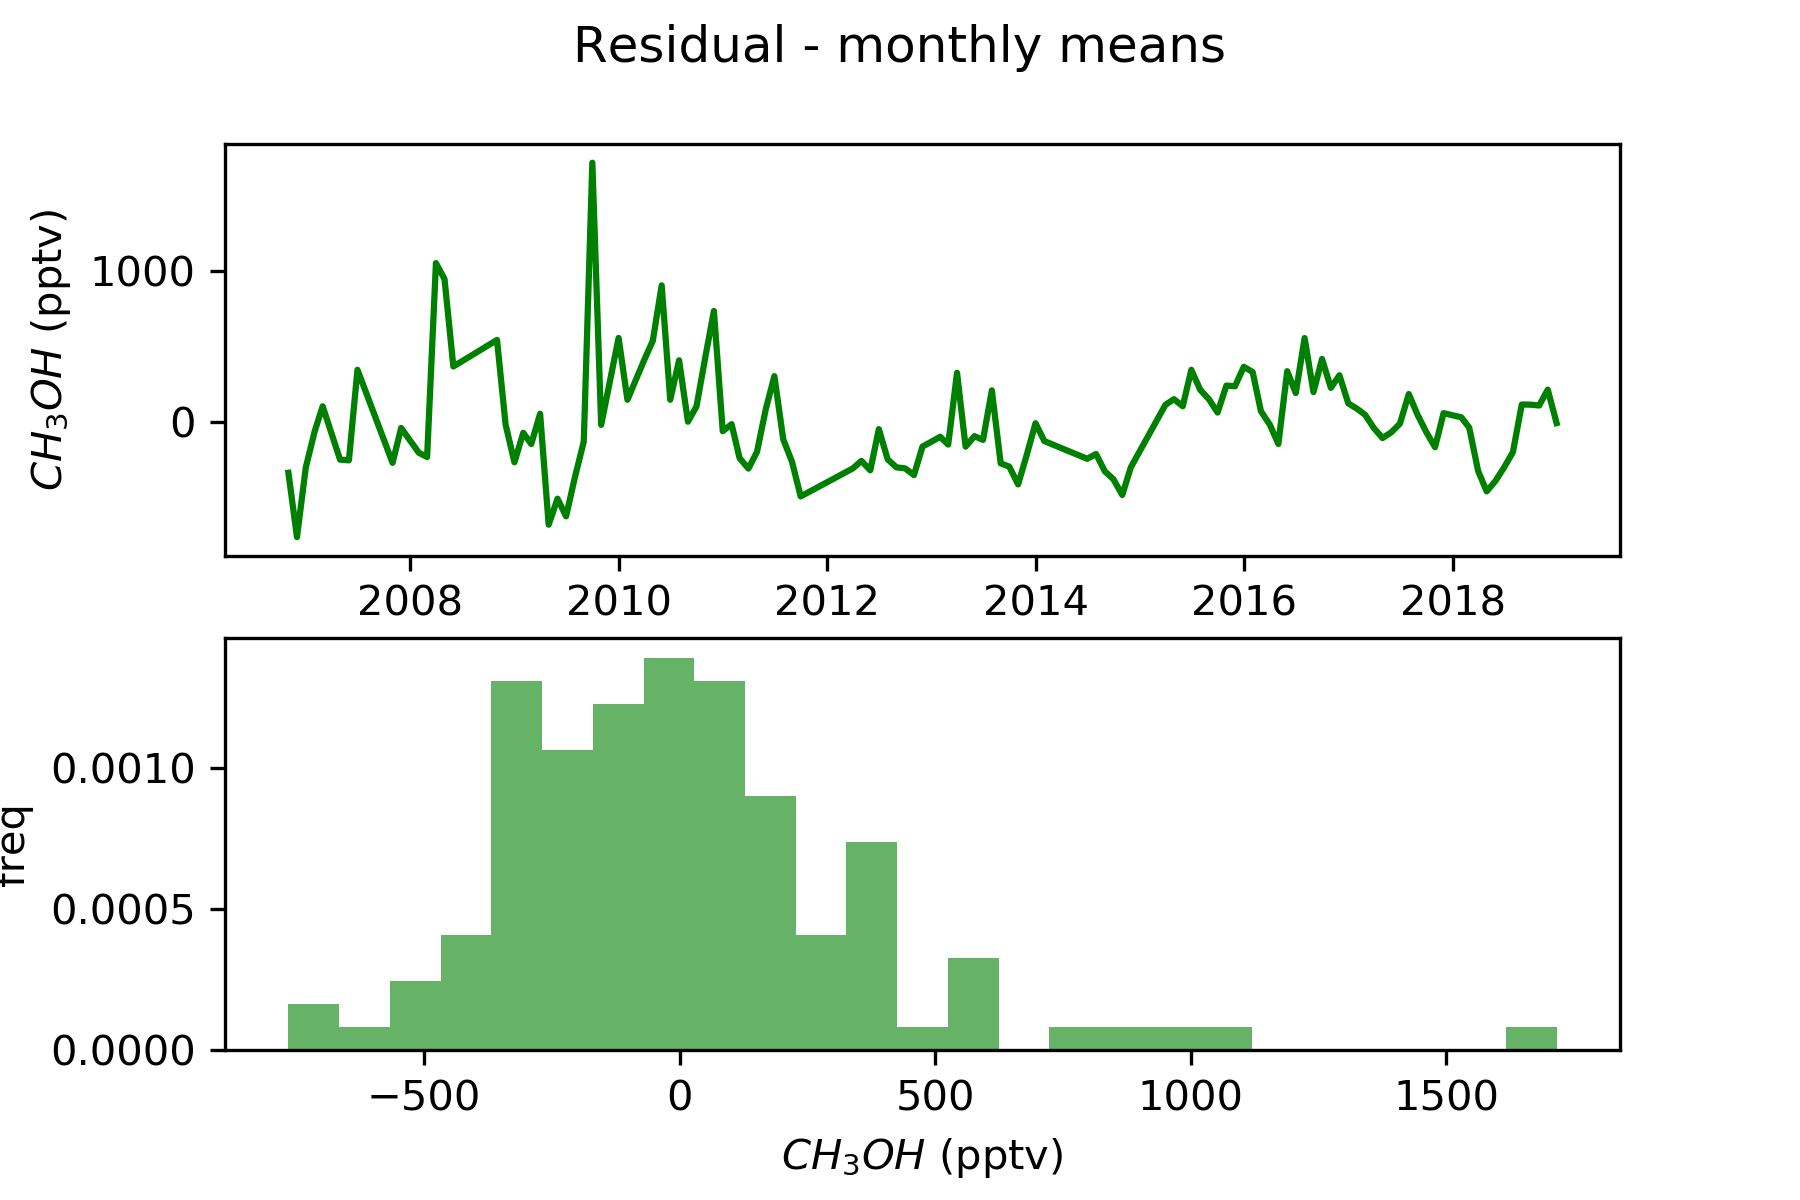 Residual - monthly means
CH₃OH (pptv)
1000
0
2008 2010 2012 2014 2016 2018
freq
0.0010
0.0005
0.0000
−500 0 500 1000 1500
CH₃OH (pptv)